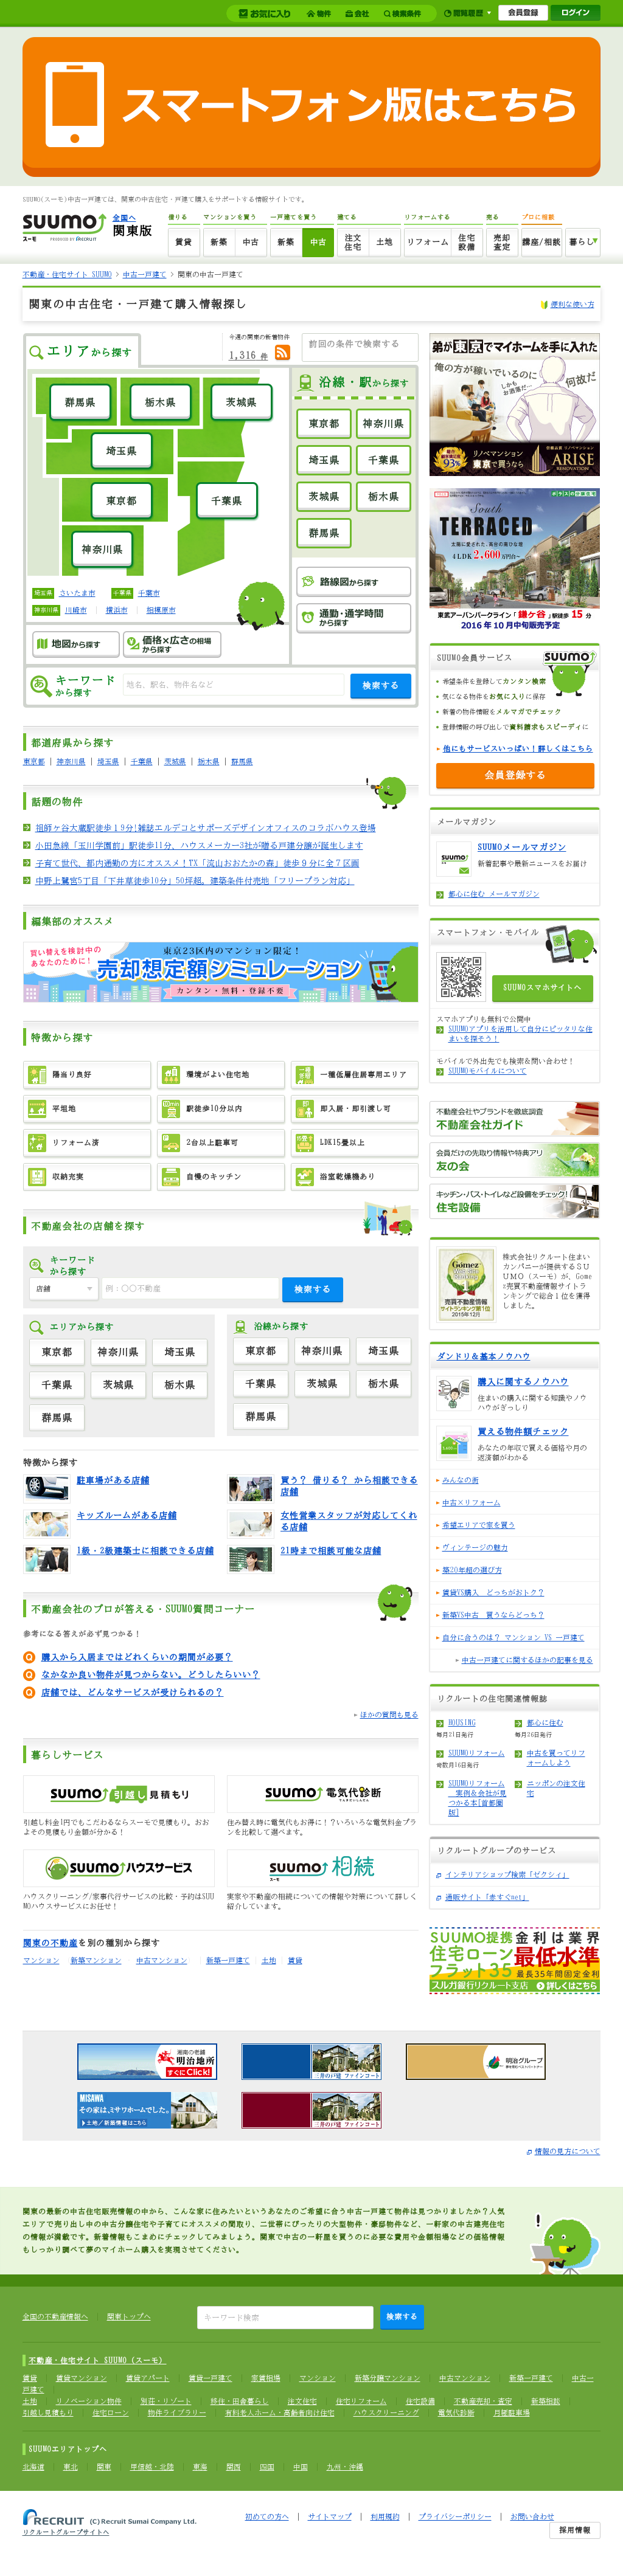 お気に入り 物件 会社 検索条件 閲覧履歴 会員登録 ログイン
スマートフォン版はこちら
SUUMO(スーモ)中古一戸建ては、関東の中古住宅・戸建て購入をサポートする情報サイトです。
SUUMO スーモ
全国へ
関東版
借りる マンションを買う 一戸建てを買う 建てる リフォームする 売る プロに相談
賃貸 新築 中古 新築 中古 注文住宅 土地 リフォーム 住宅設備 売却査定 講座/相談 暮らし
不動産・住宅サイト SUUMO > 中古一戸建て > 関東の中古一戸建て
関東の中古住宅・一戸建て購入情報探し
便利な使い方
エリアから探す
今週の関東の新着物件
1,316 件
前回の条件で検索する
群馬県 栃木県 茨城県
埼玉県
東京都 千葉県
神奈川県
埼玉県 さいたま市 千葉県 千葉市
神奈川県 川崎市 横浜市 相模原市
地図から探す
価格×広さの相場から探す
沿線・駅から探す
東京都 神奈川県
埼玉県 千葉県
茨城県 栃木県
群馬県
路線図から探す
通勤・通学時間から探す
キーワードから探す
地名、駅名、物件名など
検索する
都道府県から探す
東京都 | 神奈川県 | 埼玉県 | 千葉県 | 茨城県 | 栃木県 | 群馬県
話題の物件
祖師ヶ谷大蔵駅徒歩19分!雑誌エルデコとサポーズデザインオフィスのコラボハウス登場
小田急線「玉川学園前」駅徒歩11分、ハウスメーカー3社が贈る戸建分譲が誕生します
子育て世代、都内通勤の方にオススメ！TX「流山おおたかの森」徒歩９分に全７区画
中野上鷺宮5丁目「下井草徒歩10分」50坪超。建築条件付売地「フリープラン対応」
編集部のオススメ
買い替えを検討中のあなたのために!
東京23区内のマンション限定！
売却想定額シミュレーション
カンタン・無料・登録不要
特徴から探す
陽当り良好 環境がよい住宅地 一種低層住居専用エリア
平坦地 駅徒歩10分以内 即入居・即引渡し可
リフォーム済 2台以上駐車可 LDK15畳以上
収納充実 自慢のキッチン 浴室乾燥機あり
不動産会社の店舗を探す
キーワードから探す
店舗
例：〇〇不動産
検索する
エリアから探す
東京都 神奈川県 埼玉県
千葉県 茨城県 栃木県
群馬県
沿線から探す
東京都 神奈川県 埼玉県
千葉県 茨城県 栃木県
群馬県
特徴から探す
駐車場がある店舗
買う？ 借りる？ から相談できる店舗
キッズルームがある店舗
女性営業スタッフが対応してくれる店舗
1級・2級建築士に相談できる店舗
21時まで相談可能な店舗
不動産会社のプロが答える・SUUMO質問コーナー
参考になる答えが必ず見つかる！
購入から入居まではどれくらいの期間が必要？
なかなか良い物件が見つからない。どうしたらいい？
店舗では、どんなサービスが受けられるの？
ほかの質問も見る
暮らしサービス
SUUMO 引越し見積もり
引越し料金1円でもこだわるならスーモで見積もり。おおよその見積もり金額が分かる！
SUUMO 電気代診断
住み替え時に電気代もお得に！？いろいろな電気料金プランを比較して選べます。
SUUMO ハウスサービス
ハウスクリーニング/家事代行サービスの比較・予約はSUUMOハウスサービスにお任せ！
SUUMO 相続
実家や不動産の相続についての情報や対策について詳しく紹介しています。
関東の不動産を別の種別から探す
マンション 新築マンション 中古マンション 新築一戸建て 土地 賃貸
弟が東京でマイホームを手に入れた
俺の方が稼いでいるのに。
しかもお洒落だ…
何故だ
リノベマンション 東京で買うなら
ARISE RENOVATION
South TERRACED
4LDK 2,600万円台~
東武アーバンパークライン「鎌ヶ谷」駅徒歩15分
2016年10月中旬販売予定
SUUMO会員サービス
希望条件を登録してカンタン検索
気になる物件をお気に入りに保存
新着の物件情報をメルマガでチェック
登録情報の呼び出しで資料請求もスピーディに
他にもサービスいっぱい！詳しくはこちら
会員登録する
メールマガジン
SUUMOメールマガジン
新着記事や最新ニュースをお届け
都心に住む メールマガジン
スマートフォン・モバイル
SUUMOスマホサイトへ
スマホアプリも無料で公開中
SUUMOアプリを活用して自分にピッタリな住まいを探そう！
モバイルで外出先でも検索&問い合わせ！
SUUMOモバイルについて
不動産会社やブランドを徹底調査
不動産会社ガイド
会員だけの先取り情報や特典アリ
友の会
キッチン・バス・トイレなど設備をチェック！
住宅設備
Gomez
売買不動産情報
サイトランキング第1位
2015年
株式会社リクルート住まいカンパニーが提供するＳＵＵＭＯ（スーモ）が、Gomez売買不動産情報サイトランキングで総合１位を獲得しました。
ダンドリ＆基本ノウハウ
購入に関するノウハウ
住まいの購入に関する知識やノウハウがぎっしり
買える物件額チェック
あなたの年収で買える価格や月の返済額がわかる
みんなの街
中古×リフォーム
希望エリアで家を買う
ヴィンテージの魅力
築20年超の選び方
賃貸VS購入 どっちがおトク？
新築VS中古 買うならどっち？
自分に合うのは？ マンション VS 一戸建て
中古一戸建てに関するほかの記事を見る
リクルートの住宅関連情報誌
HOUSING
毎月21日発行
都心に住む
毎月26日発行
SUUMOリフォーム
奇数月16日発行
中古を買ってリフォームしよう
SUUMOリフォーム 実例&会社が見つかる本[首都圏版]
ニッポンの注文住宅
リクルートグループのサービス
インテリアショップ検索「ゼクシィ」
通販サイト「赤すぐnet」
SUUMO提携 金利は業界最低水準
住宅ローン フラット35 最長35年間固定金利
スルガ銀行リクルート支店 詳しくはこちら
湘南の老舗 明治地所 すぐにClick!
三井の戸建 ファインコート
明治グループ
MISAWA その家は、ミサワホームでした。
土地／新築情報はこちら
三井の戸建 ファインコート
情報の見方について
関東の最新の中古住宅販売情報の中から、こんな家に住みたいというあなたのご希望に合う中古一戸建て物件は見つかりましたか？人気エリアで売り出し中の中古分譲住宅や子育てにオススメの間取り、二世帯にぴったりの大型物件・豪邸物件など、一軒家の中古建売住宅の情報が満載です。新着情報もこまめにチェックしてみましょう。関東で中古の一軒屋を買うのに必要な費用や金額相場などの価格情報もしっかり調べて夢のマイホーム購入を実現させてください。
全国の不動産情報へ 関東トップへ
キーワード検索
検索する
不動産・住宅サイト SUUMO（スーモ）
賃貸 賃貸マンション 賃貸アパート 賃貸一戸建て 家賃相場 マンション 新築分譲マンション 中古マンション 新築一戸建て 中古一戸建て
土地 リノベーション物件 別荘・リゾート 移住・田舎暮らし 注文住宅 住宅リフォーム 住宅設備 不動産売却・査定 新築相談
引越し見積もり 住宅ローン 物件ライブラリー 有料老人ホーム・高齢者向け住宅 ハウスクリーニング 電気代診断 月極駐車場
SUUMOエリアトップへ
北海道 東北 関東 甲信越・北陸 東海 関西 四国 中国 九州・沖縄
RECRUIT (C) Recruit Sumai Company Ltd.
リクルートグループサイトへ
初めての方へ | サイトマップ | 利用規約 | プライバシーポリシー | お問い合わせ
採用情報